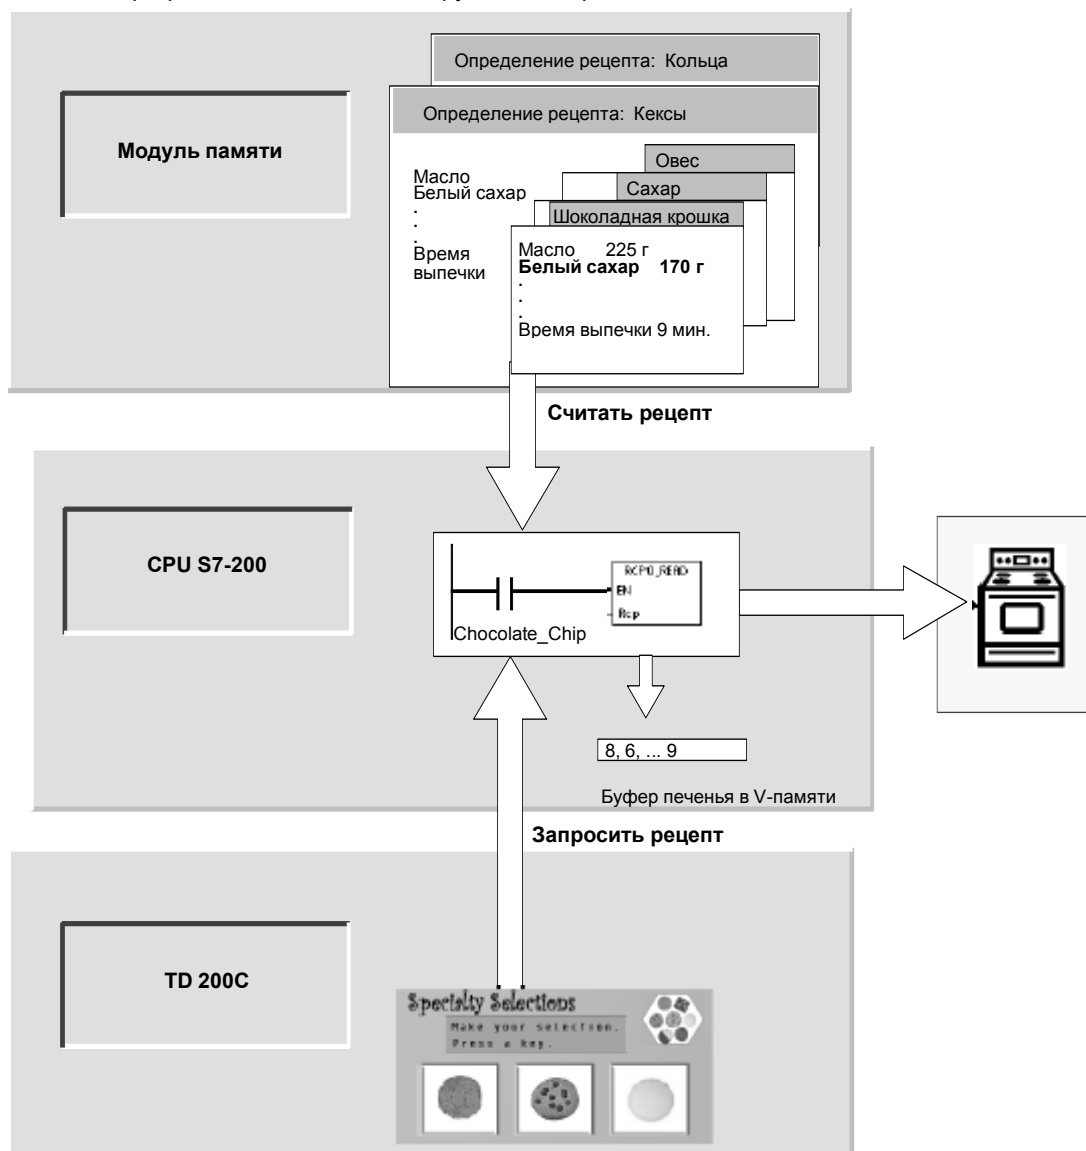 Определение рецепта: Кольца
Определение рецепта: Кексы
Модуль памяти
Овес
Масло
Белый сахар
.
.
.
Время
выпечки
Сахар
Шоколадная крошка
Масло 225 г
Белый сахар 170 г
.
.
.
Время выпечки 9 мин.
Считать рецепт
CPU S7-200
RCP0_READ
EN
Rcp
Chocolate_Chip
8, 6, ... 9
Буфер печенья в V-памяти
Запросить рецепт
TD 200C
Specialty Selections
Make your selection.
Press a key.